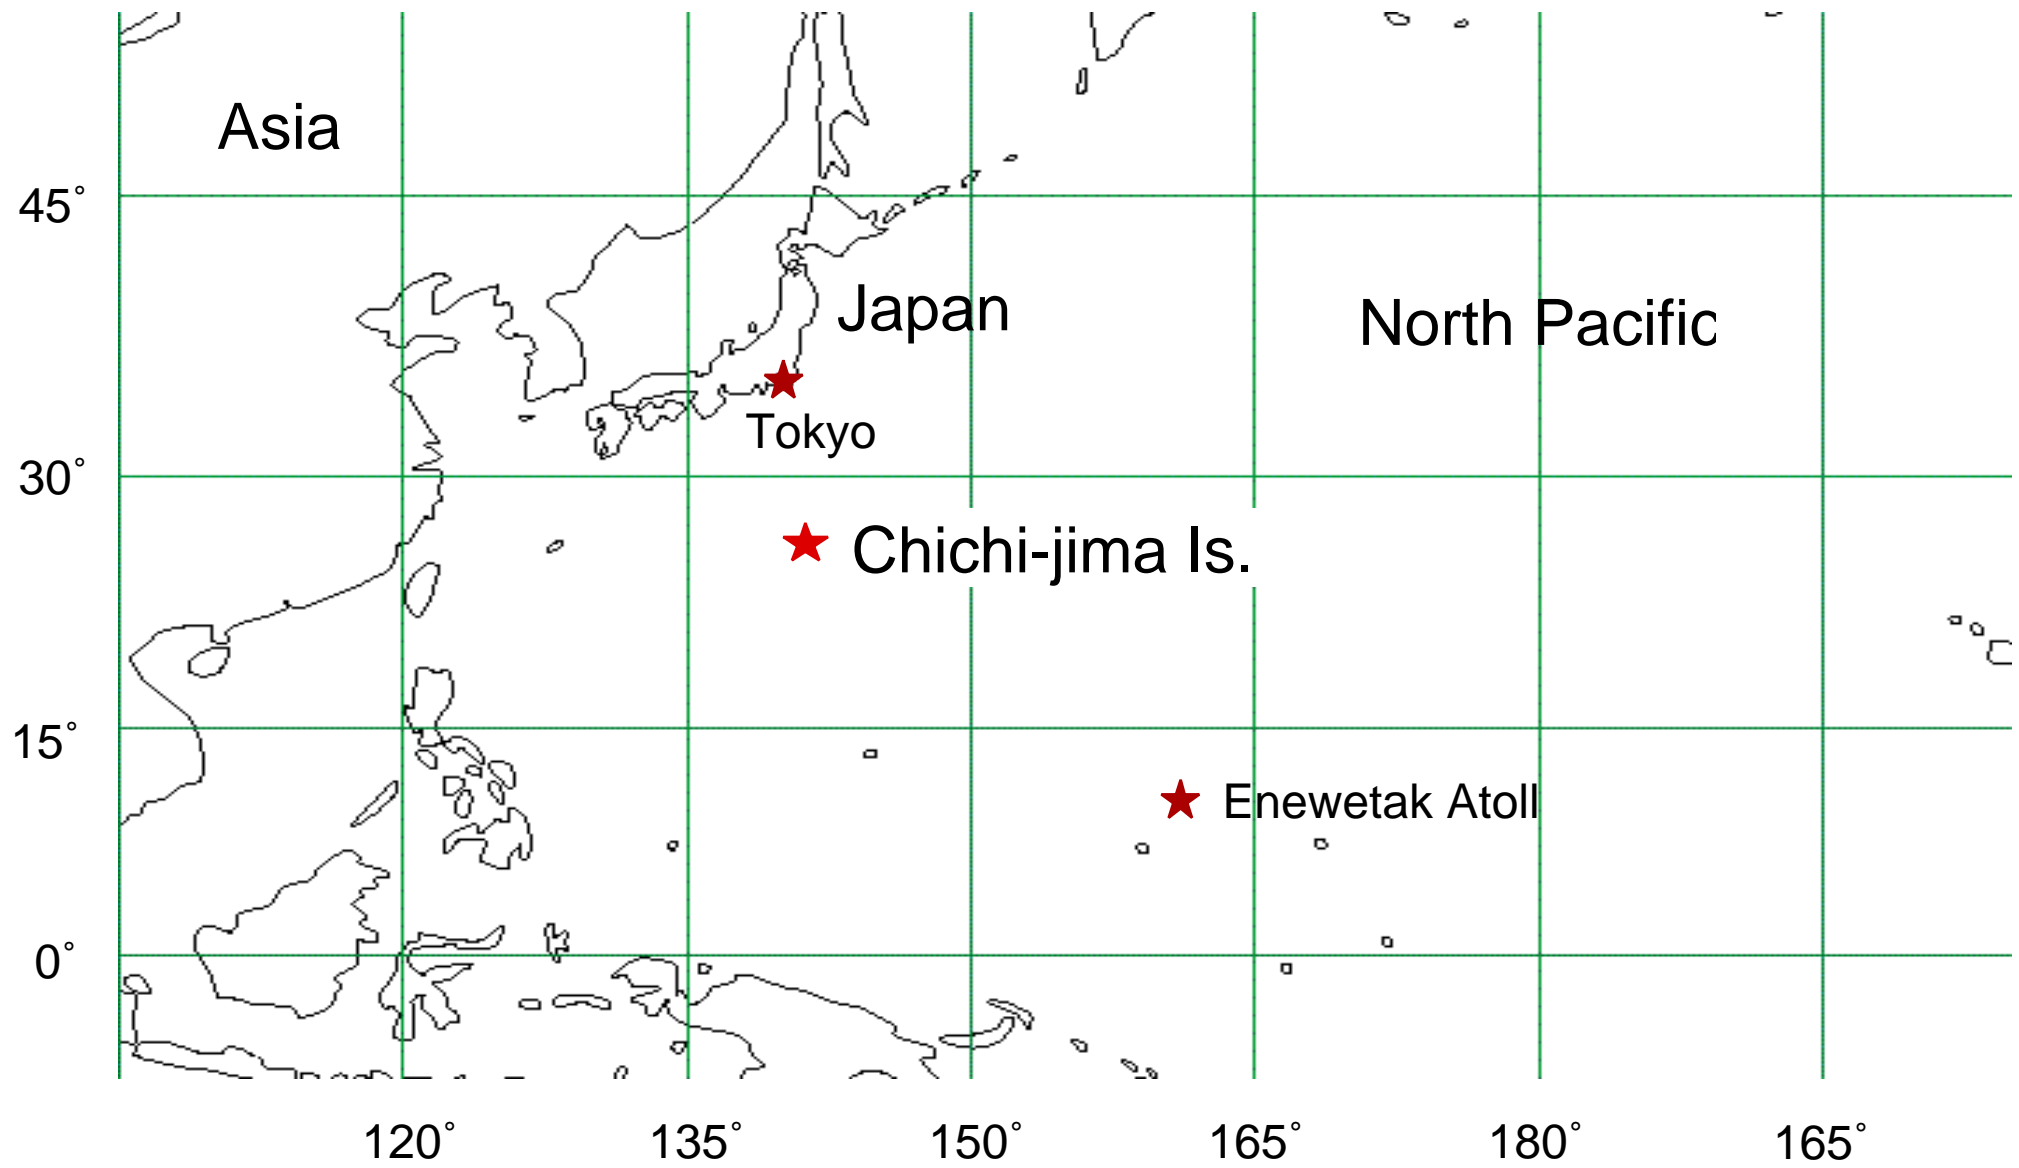 Asia
45°
Japan
North Pacific
Tokyo
30°
Chichi-jima Is.
15°
Enewetak Atoll
0°
120° 135° 150° 165° 180° 165°